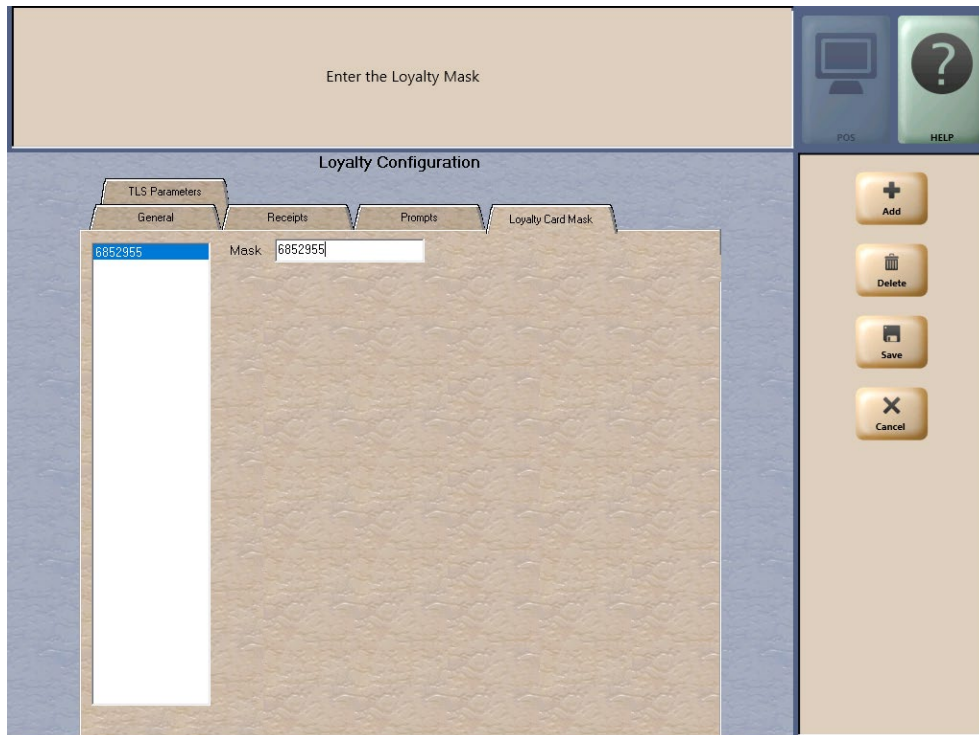 Enter the Loyalty Mask
POS
HELP
Loyalty Configuration
TLS Parameters
General
Receipts
Prompts
Loyalty Card Mask
6852955
Mask
6852955
Add
Delete
Save
Cancel